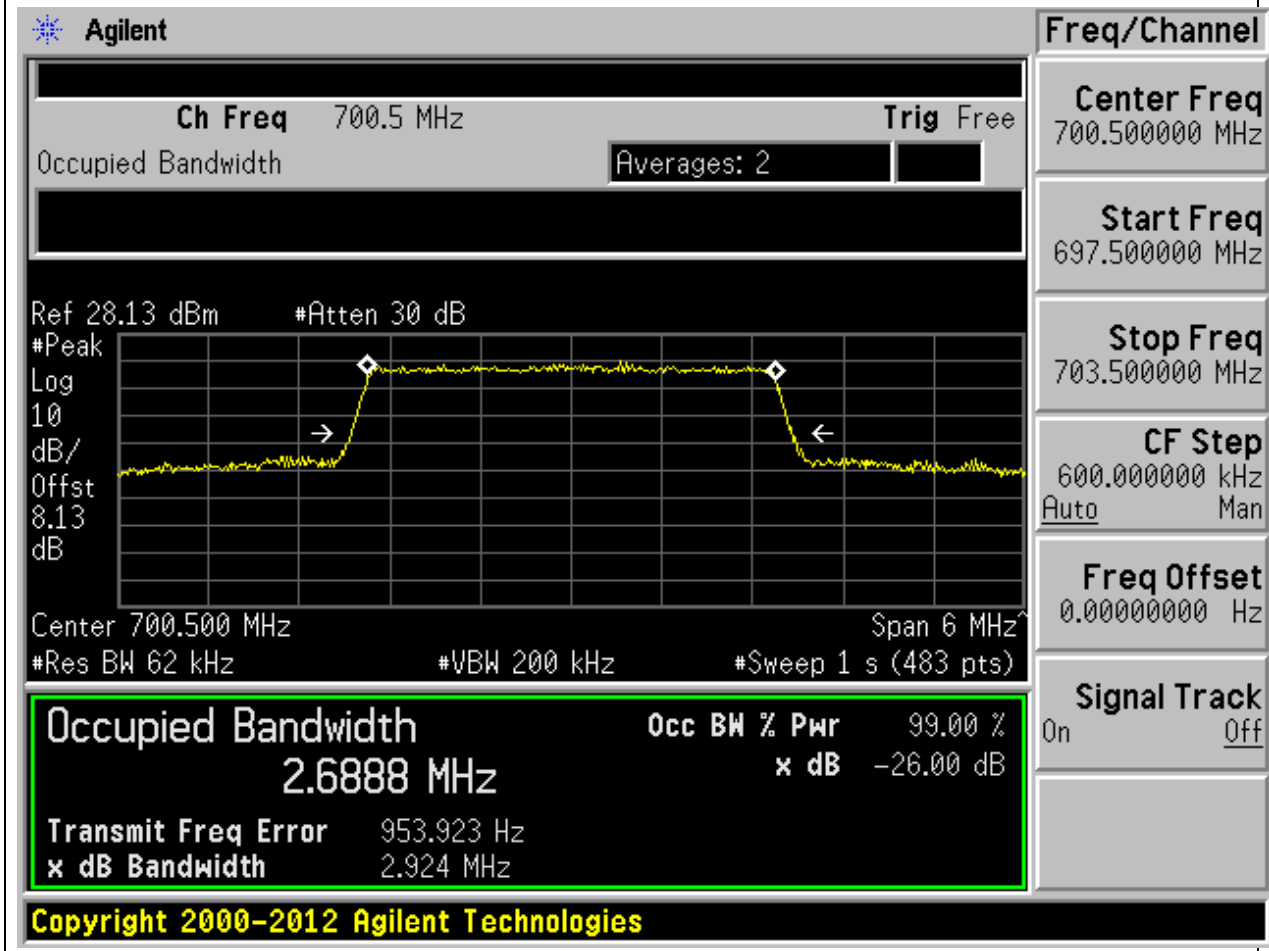 Agilent
Freq/Channel
Ch Freq 700.5 MHz Trig Free
Occupied Bandwidth Averages: 2
Ref 28.13 dBm #Atten 30 dB
#Peak
Log
10
dB/
Offst
8.13
dB
Center 700.500 MHz Span 6 MHz^
#Res BW 62 kHz #VBW 200 kHz #Sweep 1 s (483 pts)
Occupied Bandwidth
2.6888 MHz
Occ BW % Pwr 99.00 %
x dB -26.00 dB
Transmit Freq Error 953.923 Hz
x dB Bandwidth 2.924 MHz
Copyright 2000-2012 Agilent Technologies
Center Freq
700.500000 MHz
Start Freq
697.500000 MHz
Stop Freq
703.500000 MHz
CF Step
600.000000 kHz
Auto Man
Freq Offset
0.00000000 Hz
Signal Track
On Off